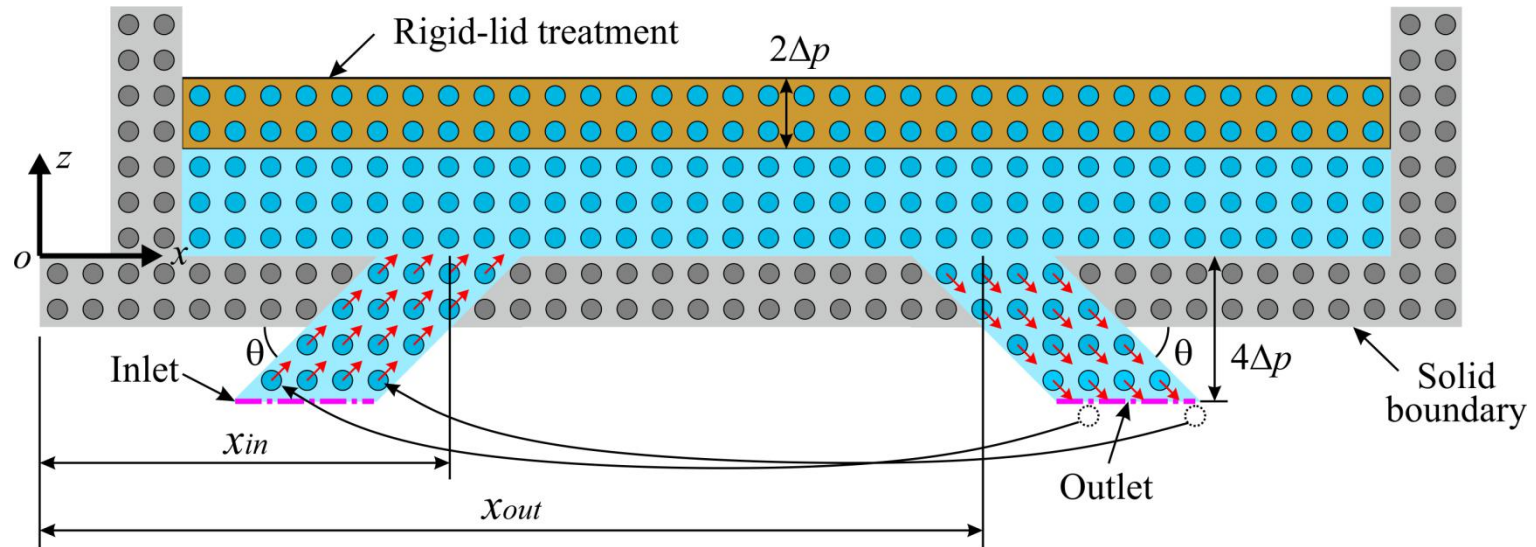 Rigid-lid treatment
2Δp
z
o
x
θ
θ
Inlet
4Δp
Solid
boundary
x_in
Outlet
x_out